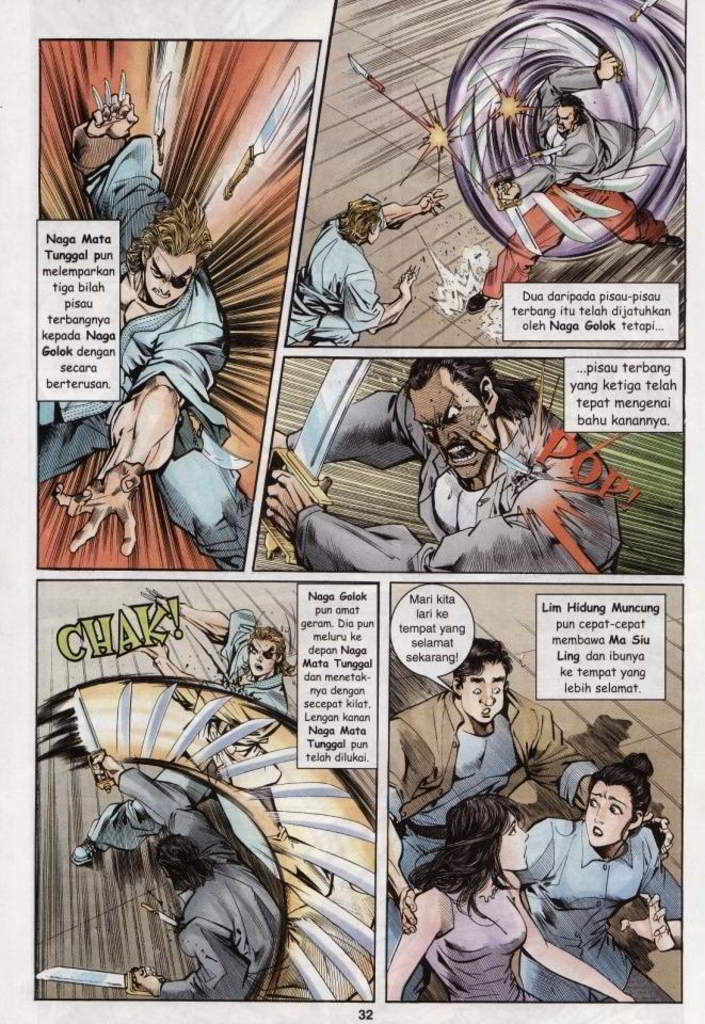 Naga Mata
Tunggal pun
melemparkan
tiga bilah
pisau
terbangnya
kepada Naga
Golok dengan
secara
berterusan.
Dua daripada pisau-pisau
terbang itu telah dijatuhkan
oleh Naga Golok tetapi...
...pisau terbang
yang ketiga telah
tepat mengenai
bahu kanannya.
POP!
CHAK!
Naga Golok
pun amat
geram. Dia pun
meluru ke
depan Naga
Mata Tunggal
dan menetak-
nya dengan
secepat kilat.
Lengan kanan
Naga Mata
Tunggal pun
telah dilukai.
Mari kita
lari ke
tempat yang
selamat
sekarang!
Lim Hidung Muncung
pun cepat-cepat
membawa Ma Siu
Ling dan ibunya
ke tempat yang
lebih selamat.
32